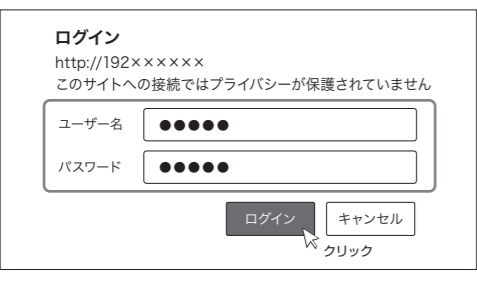 ログイン
http://192××××××
このサイトへの接続ではプライバシーが保護されていません
ユーザー名 ●●●●●
パスワード ●●●●●
ログイン キャンセル
クリック